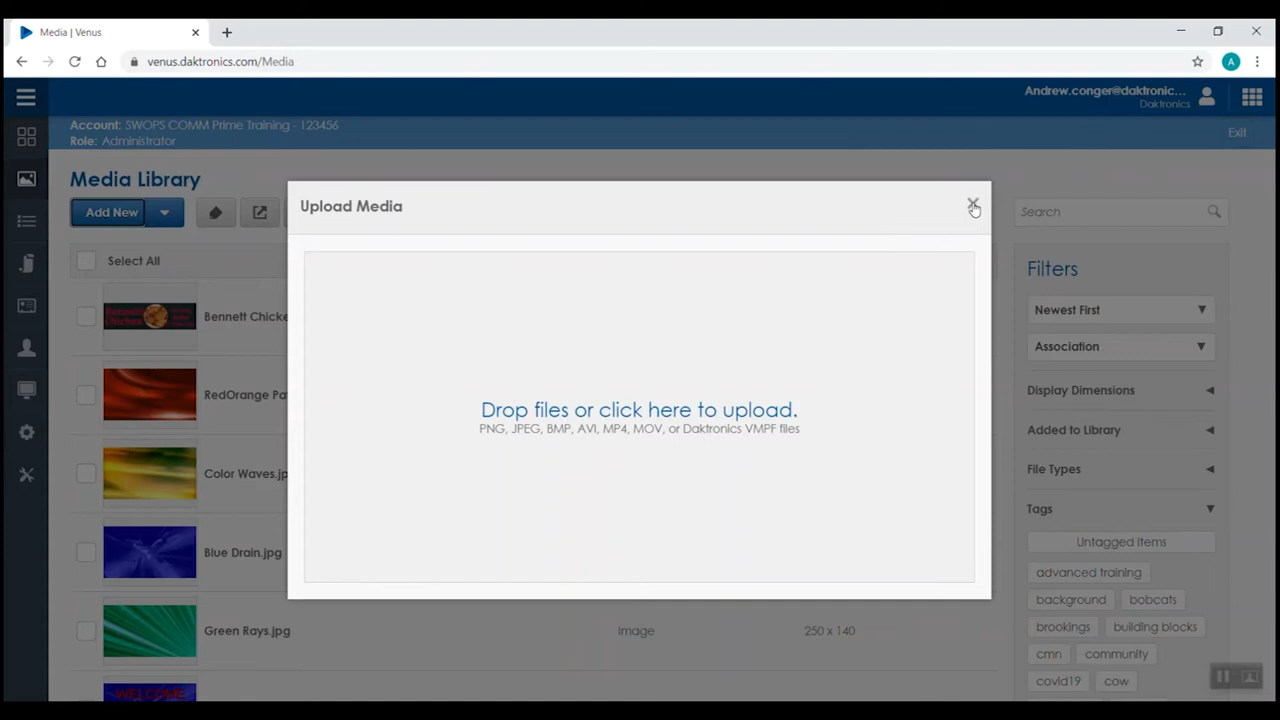 Media | Venus
venus.daktronics.com/Media
A
Andrew.conger@daktronic...
Daktronics
Account: SWOPS COMM Prime Training - 123456
Role: Administrator
Exit
Media Library
Add New
Upload Media
Search
Select All
Filters
Bennett Chicke
Newest First
Association
RedOrange Pa
Display Dimensions
Drop files or click here to upload.
PNG, JPEG, BMP, AVI, MP4, MOV, or Daktronics VMPF files
Added to Library
Color Waves.jp
File Types
Tags
Untagged Items
Blue Drain.jpg
advanced training
background bobcats
brookings building blocks
Green Rays.jpg Image 250 x 140
cmn community
covid19 cow
WELCOME